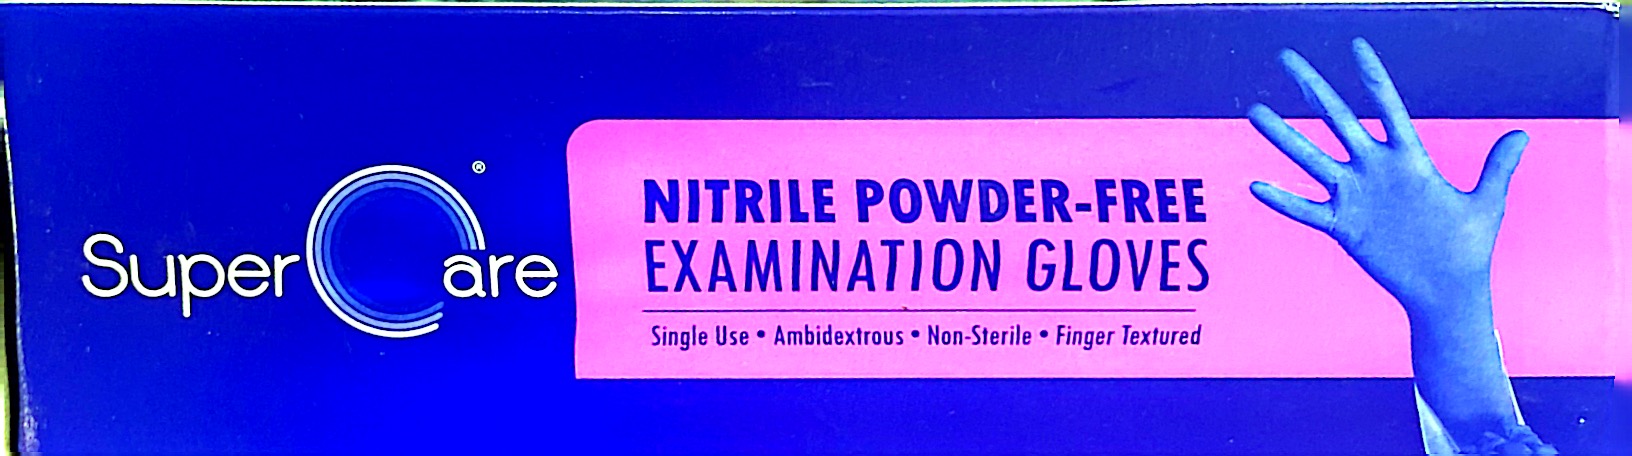 SuperCare®
NITRILE POWDER-FREE
EXAMINATION GLOVES
Single Use • Ambidextrous • Non-Sterile • Finger Textured